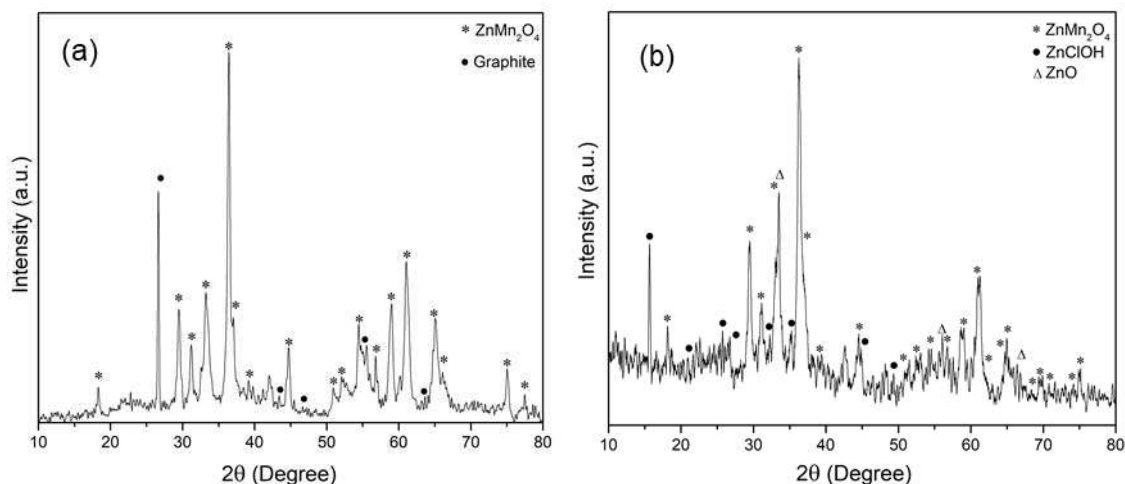 (a)
* ZnMn₂O₄
● Graphite
Intensity (a.u.)
10 20 30 40 50 60 70 80
2θ (Degree)
(b)
* ZnMn₂O₄
● ZnClOH
Δ ZnO
Intensity (a.u.)
10 20 30 40 50 60 70 80
2θ (Degree)